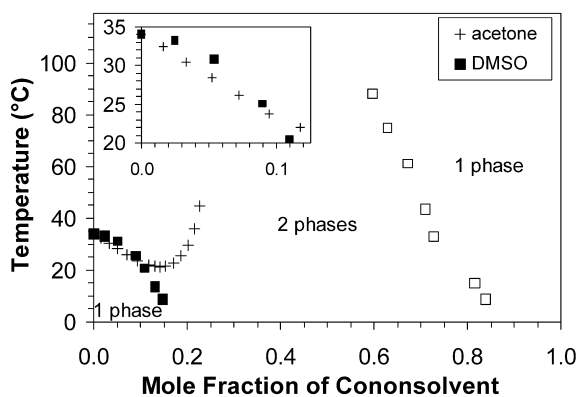 35
30
25
20
0.0
0.1
acetone
DMSO
100
80
60
40
20
0
Temperature (°C)
1 phase
2 phases
1 phase
0.0
0.2
0.4
0.6
0.8
1.0
Mole Fraction of Cononsolvent